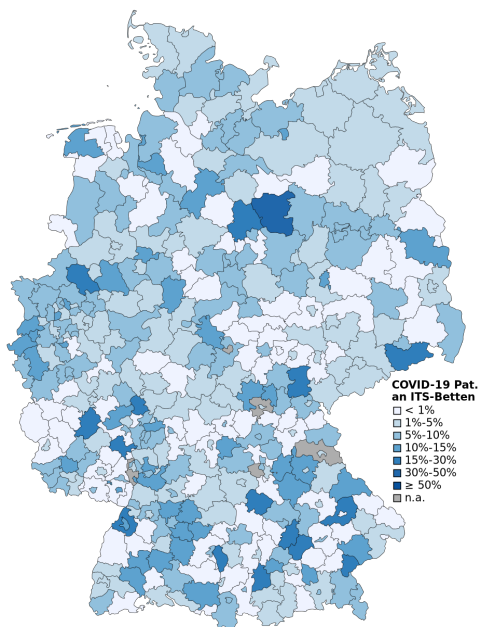 COVID-19 Pat.
an ITS-Betten
< 1%
1%-5%
5%-10%
10%-15%
15%-30%
30%-50%
≥ 50%
n.a.